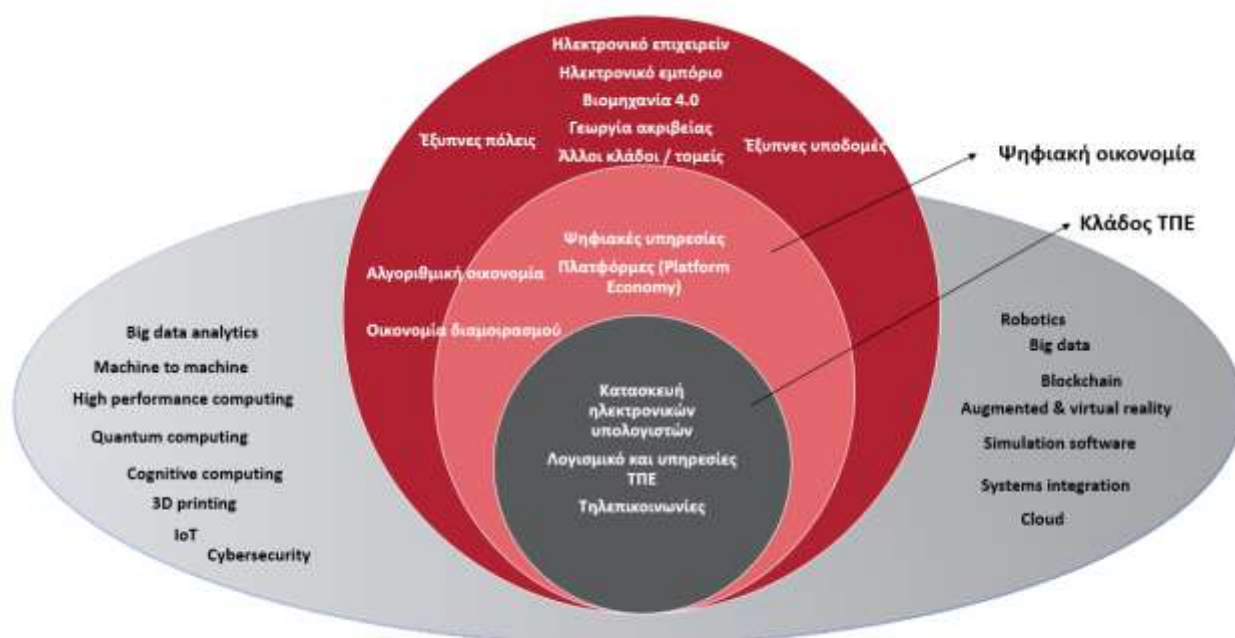 Ηλεκτρονικό επιχειρείν
Ηλεκτρονικό εμπόριο
Βιομηχανία 4.0
Γεωργία ακριβείας
Άλλοι κλάδοι / τομείς
Έξυπνες πόλεις
Έξυπνες υποδομές
Ψηφιακή οικονομία
Κλάδος ΤΠΕ
Ψηφιακές υπηρεσίες
Πλατφόρμες (Platform
Economy)
Αλγοριθμική οικονομία
Οικονομία διαμοιρασμού
Κατασκευή
ηλεκτρονικών
υπολογιστών
Λογισμικό και υπηρεσίες
ΤΠΕ
Τηλεπικοινωνίες
Big data analytics
Machine to machine
High performance computing
Quantum computing
Cognitive computing
3D printing
IoT
Cybersecurity
Robotics
Big data
Blockchain
Augmented & virtual reality
Simulation software
Systems integration
Cloud